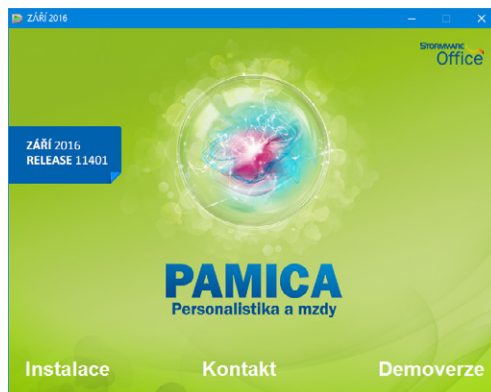 ZÁŘÍ 2016
STORMWARE
Office
ZÁŘÍ 2016
RELEASE 11401
PAMICA
Personalistika a mzdy
Instalace
Kontakt
Demoverze